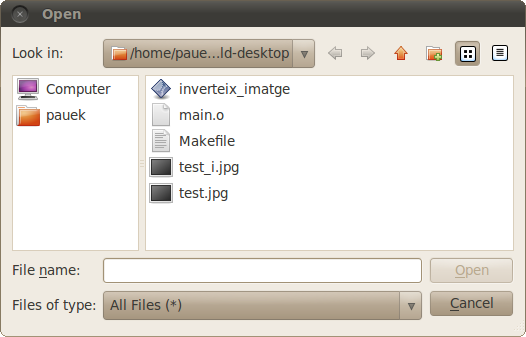 Open
Look in: /home/paue...ld-desktop
Computer
pauek
inverteix_imatge
main.o
Makefile
test_i.jpg
test.jpg
File name: Open
Files of type: All Files (*) Cancel